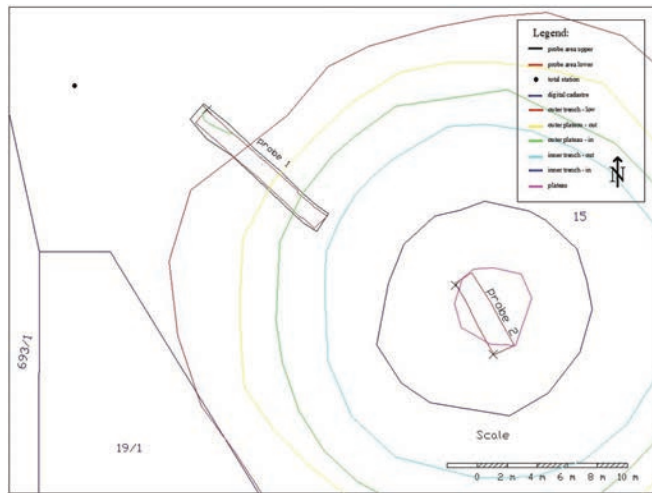 Legend:
probe area upper
probe area lower
total station
digital cadastre
outer trench - low
outer plateau - out
outer plateau - in
inner trench - out
inner trench - in
plateau
N
probe 1
15
probe 2
693/1
19/1
Scale
0 2 m 4 m 6 m 8 m 10 m